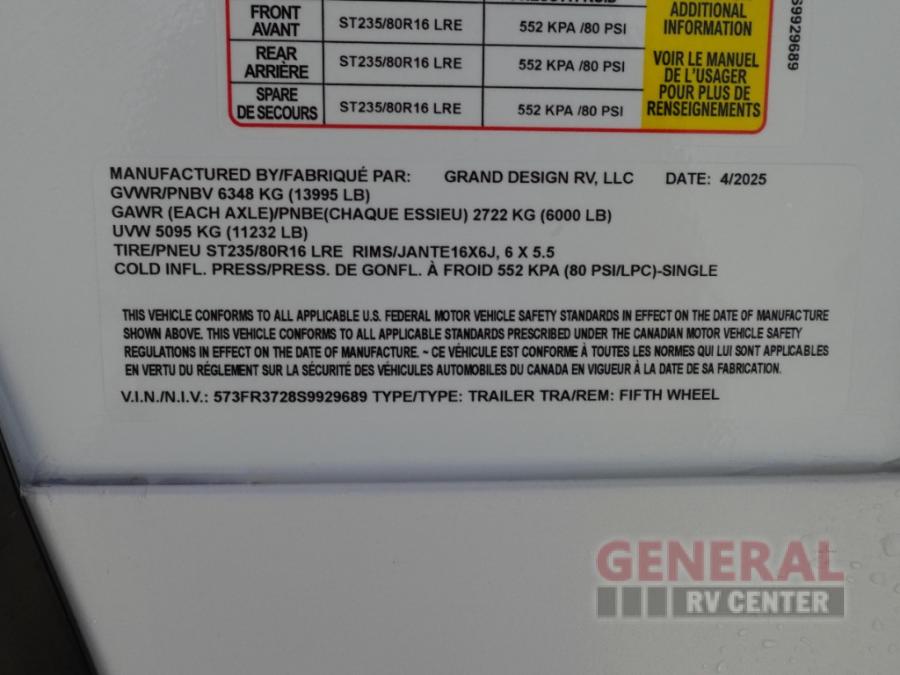 FRONT
AVANT
ST235/80R16 LRE
552 KPA /80 PSI
REAR
ARRIÈRE
ST235/80R16 LRE
552 KPA /80 PSI
SPARE
DE SECOURS
ST235/80R16 LRE
552 KPA /80 PSI
ADDITIONAL
INFORMATION
VOIR LE MANUEL
DE L'USAGER
POUR PLUS DE
RENSEIGNEMENTS
MANUFACTURED BY/FABRIQUÉ PAR: GRAND DESIGN RV, LLC DATE: 4/2025
GVWR/PNBV 6348 KG (13995 LB)
GAWR (EACH AXLE)/PNBE(CHAQUE ESSIEU) 2722 KG (6000 LB)
UVW 5095 KG (11232 LB)
TIRE/PNEU ST235/80R16 LRE RIMS/JANTE16X6J, 6 X 5.5
COLD INFL. PRESS/PRESS. DE GONFL. À FROID 552 KPA (80 PSI/LPC)-SINGLE
THIS VEHICLE CONFORMS TO ALL APPLICABLE U.S. FEDERAL MOTOR VEHICLE SAFETY STANDARDS IN EFFECT ON THE DATE OF MANUFACTURE
SHOWN ABOVE. THIS VEHICLE CONFORMS TO ALL APPLICABLE STANDARDS PRESCRIBED UNDER THE CANADIAN MOTOR VEHICLE SAFETY
REGULATIONS IN EFFECT ON THE DATE OF MANUFACTURE. ~ CE VÉHICULE EST CONFORME À TOUTES LES NORMES QUI LUI SONT APPLICABLES
EN VERTU DU RÉGLEMENT SUR LA SÉCURITÉ DES VÉHICULES AUTOMOBILES DU CANADA EN VIGUEUR À LA DATE DE SA FABRICATION.
V.I.N./N.I.V.: 573FR3728S9929689 TYPE/TYPE: TRAILER TRA/REM: FIFTH WHEEL
GENERAL
RV CENTER